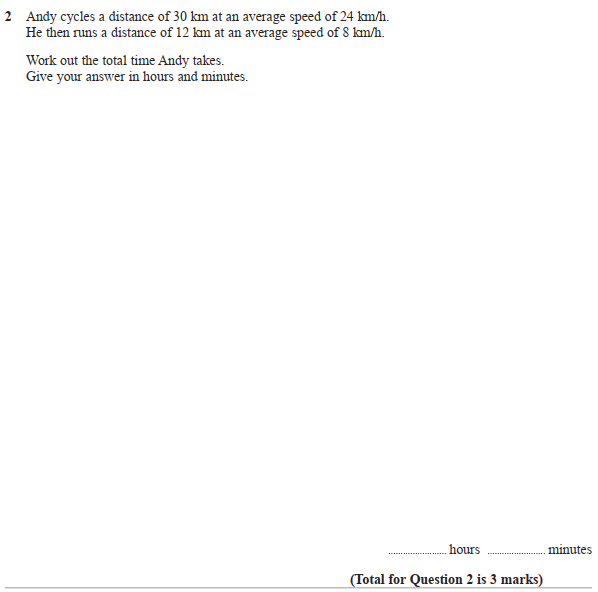 2 Andy cycles a distance of 30 km at an average speed of 24 km/h.
He then runs a distance of 12 km at an average speed of 8 km/h.
Work out the total time Andy takes.
Give your answer in hours and minutes.
........................ hours ........................ minutes
(Total for Question 2 is 3 marks)